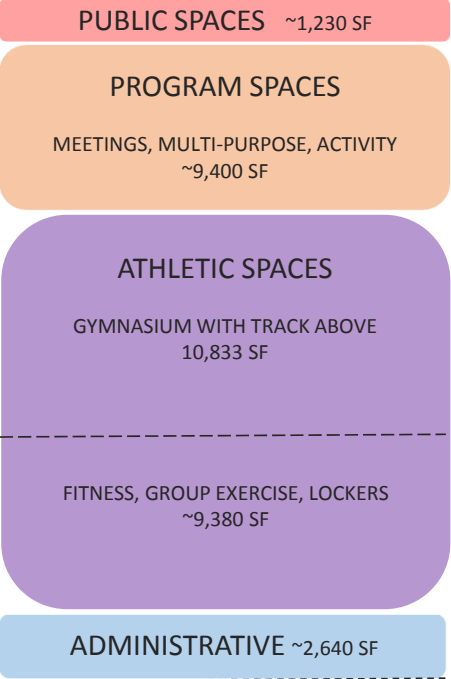 PUBLIC SPACES ~1,230 SF
PROGRAM SPACES
MEETINGS, MULTI-PURPOSE, ACTIVITY
~9,400 SF
ATHLETIC SPACES
GYMNASIUM WITH TRACK ABOVE
10,833 SF
FITNESS, GROUP EXERCISE, LOCKERS
~9,380 SF
ADMINISTRATIVE ~2,640 SF